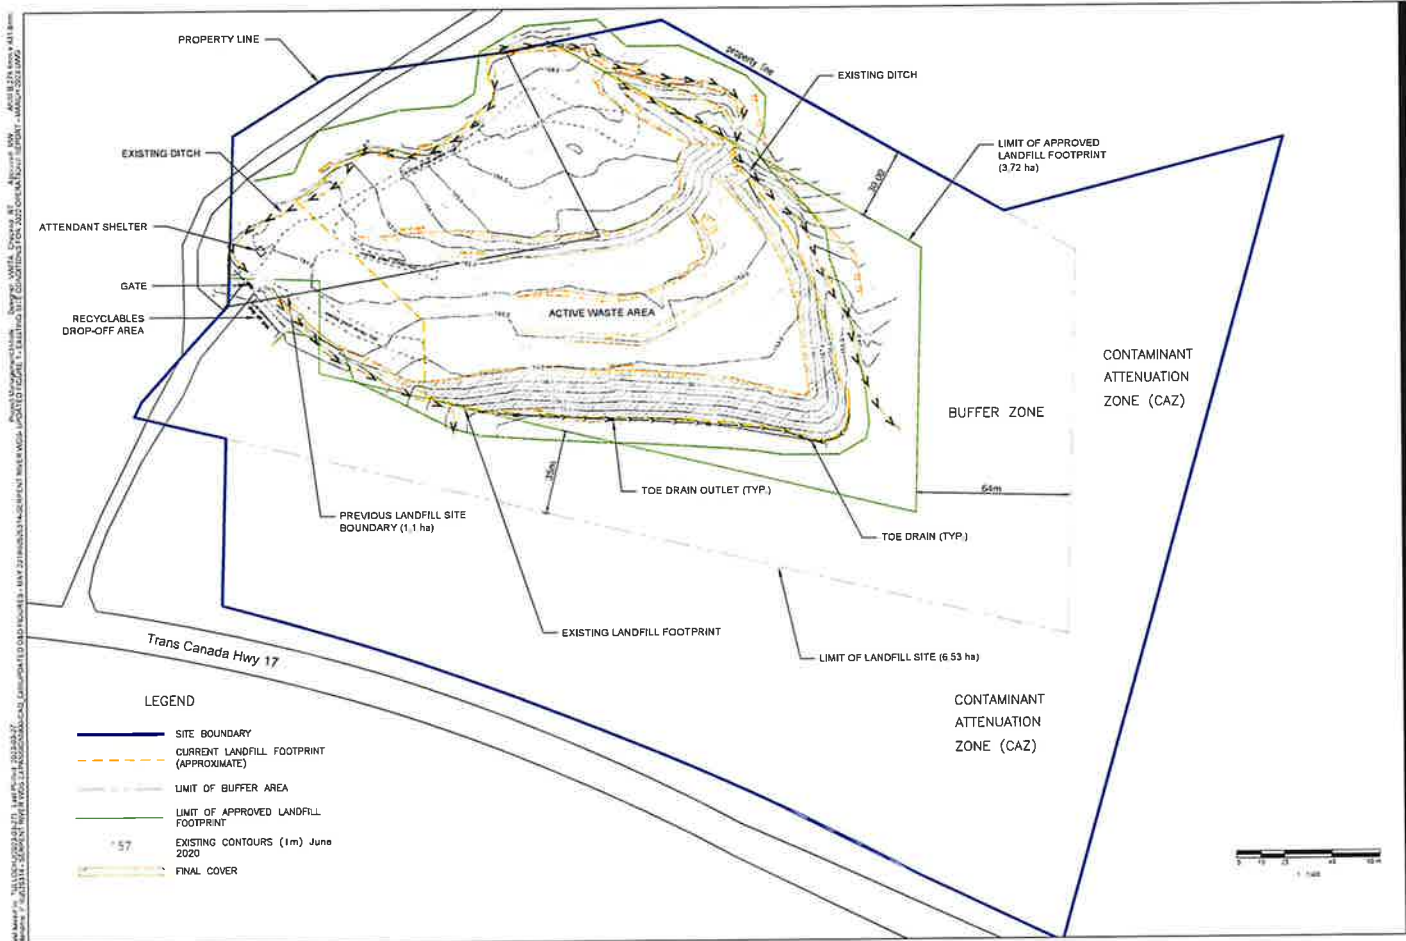 PROPERTY LINE
property line
EXISTING DITCH
LIMIT OF APPROVED
LANDFILL FOOTPRINT
(3.72 ha)
EXISTING DITCH
30.00
ATTENDANT SHELTER
GATE
RECYCLABLES
DROP-OFF AREA
ACTIVE WASTE AREA
CONTAMINANT
ATTENUATION
ZONE (CAZ)
BUFFER ZONE
35m
64m
TOE DRAIN OUTLET (TYP.)
PREVIOUS LANDFILL SITE
BOUNDARY (1.1 ha)
TOE DRAIN (TYP.)
EXISTING LANDFILL FOOTPRINT
LIMIT OF LANDFILL SITE (6.53 ha)
Trans Canada Hwy 17
CONTAMINANT
ATTENUATION
ZONE (CAZ)
LEGEND
SITE BOUNDARY
CURRENT LANDFILL FOOTPRINT
(APPROXIMATE)
LIMIT OF BUFFER AREA
LIMIT OF APPROVED LANDFILL
FOOTPRINT
57
EXISTING CONTOURS (1m) June
2020
FINAL COVER